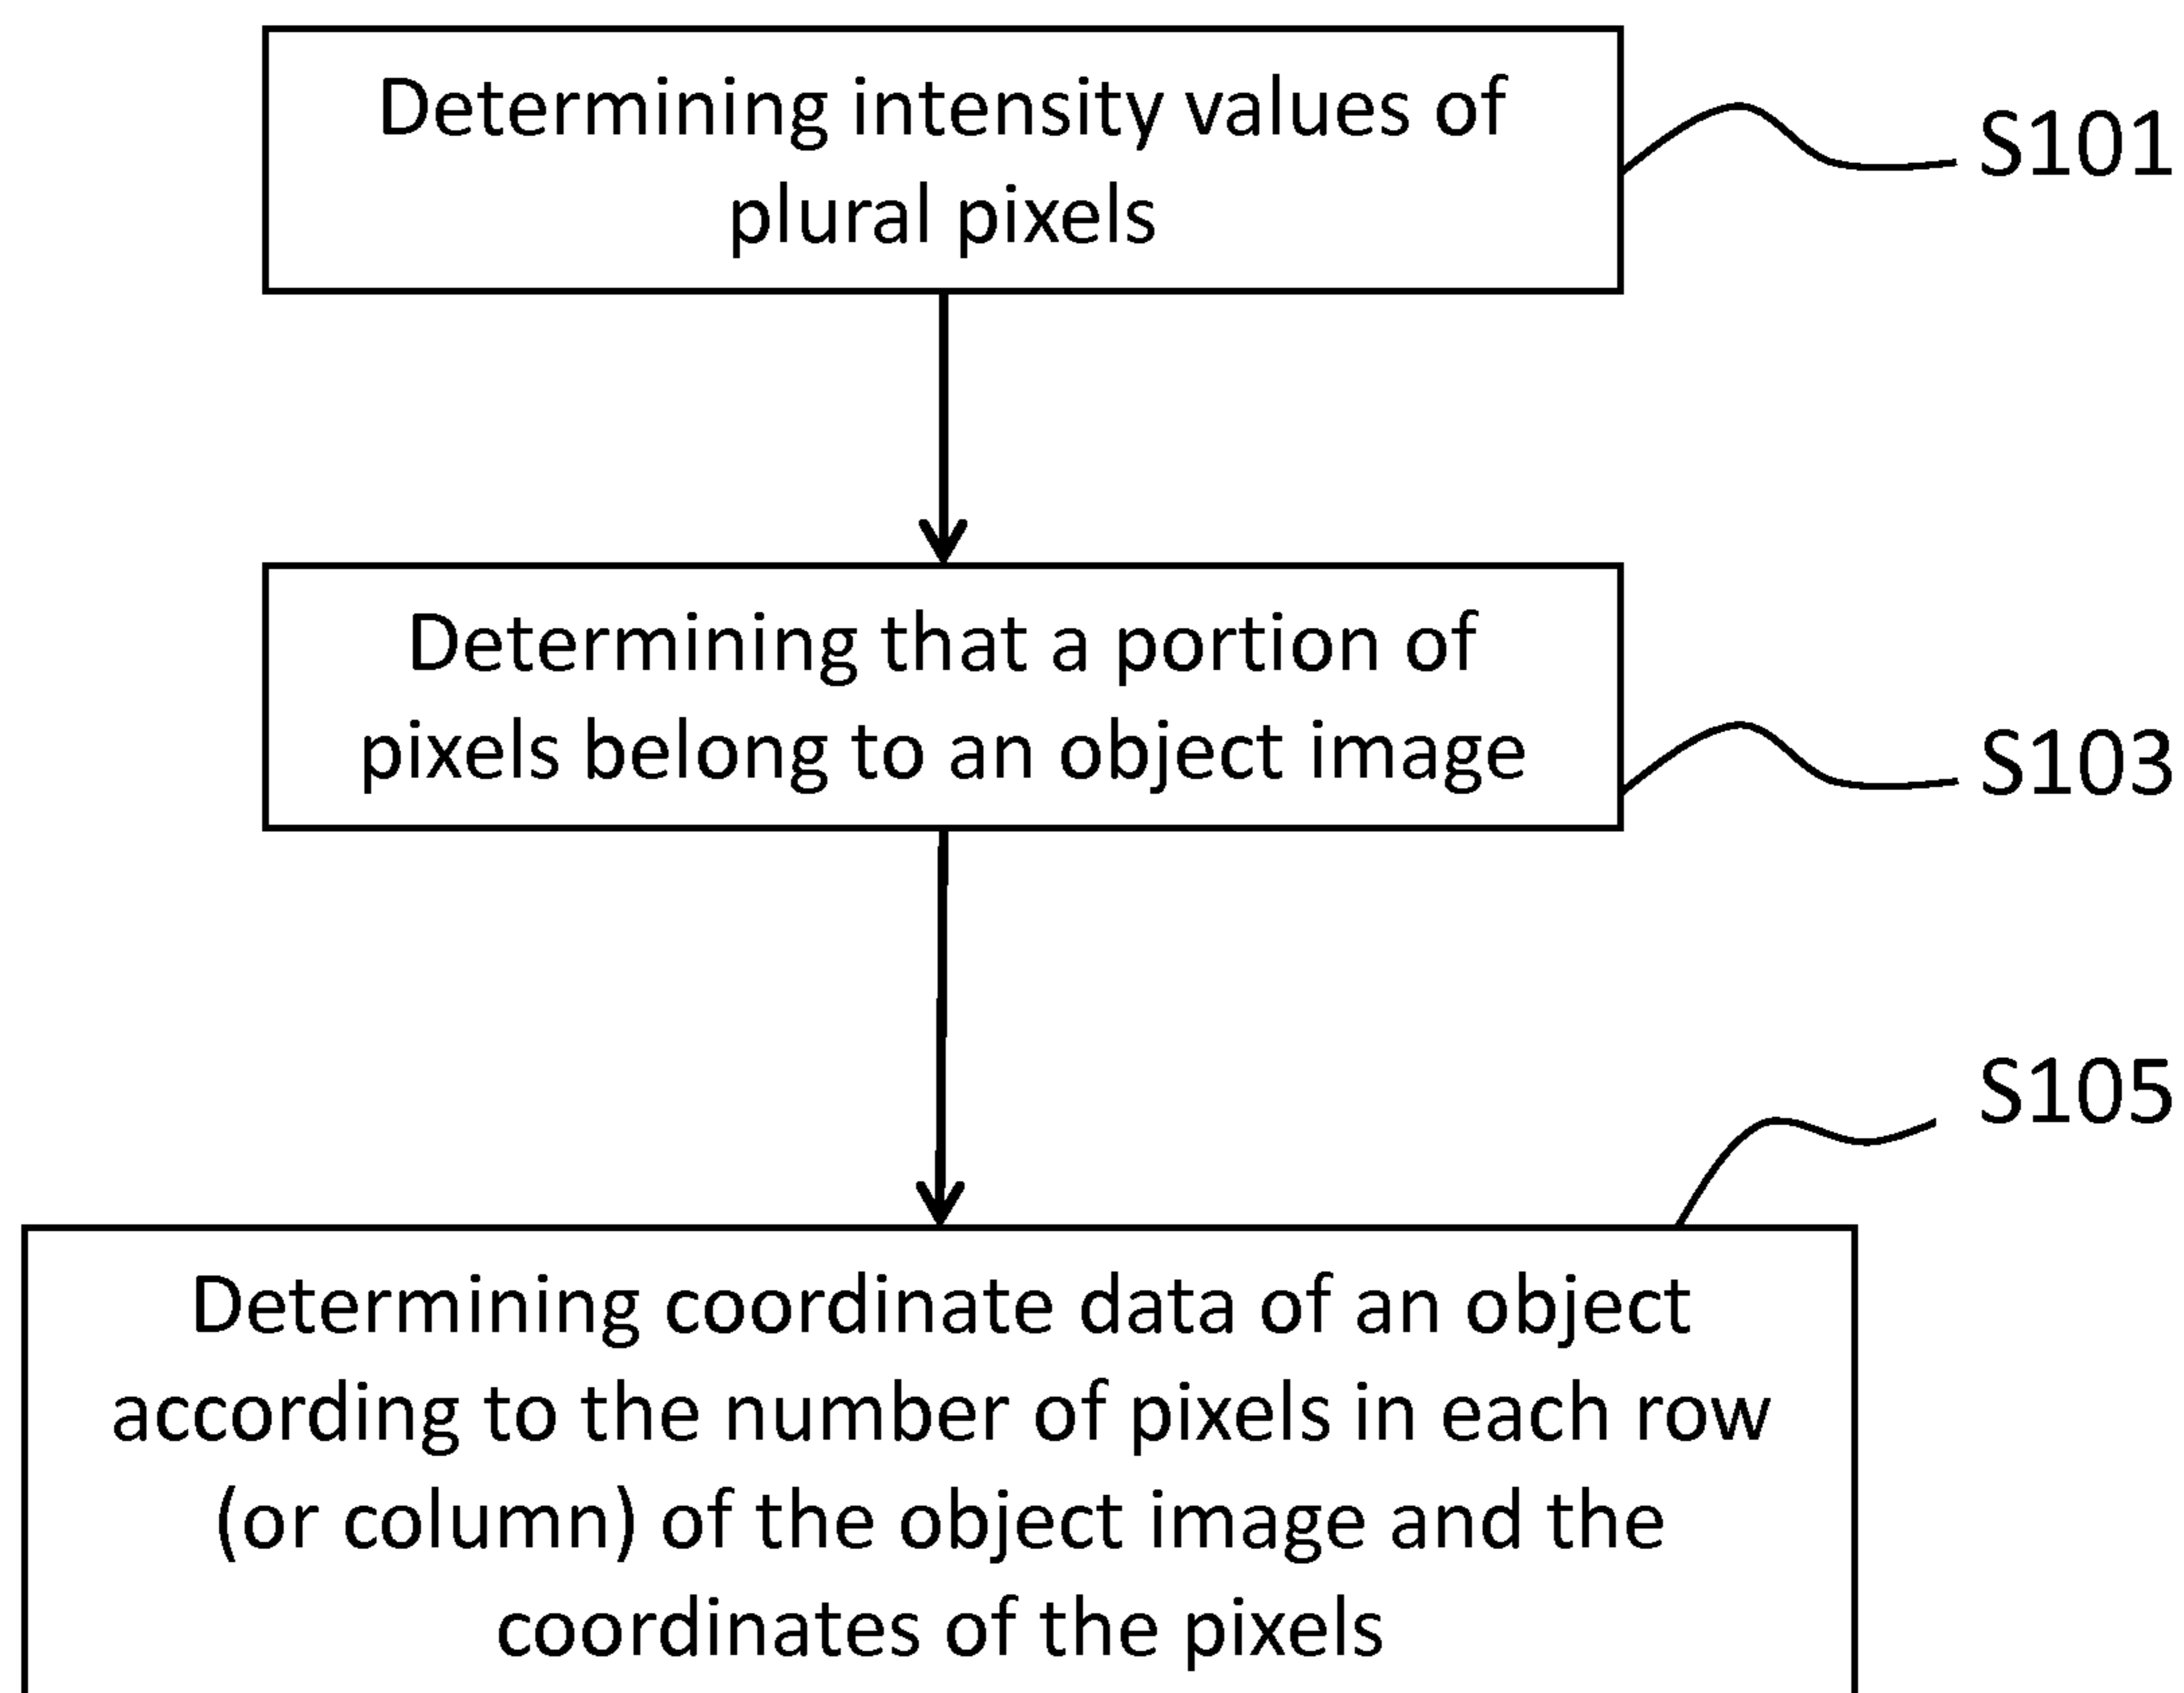 Determining intensity values of
plural pixels
S101
Determining that a portion of
pixels belong to an object image
S103
S105
Determining coordinate data of an object
according to the number of pixels in each row
(or column) of the object image and the
coordinates of the pixels